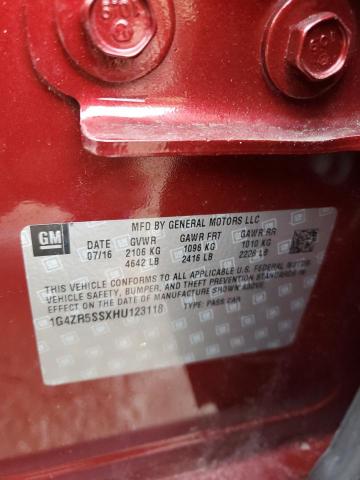 MFD BY GENERAL MOTORS LLC
GM
DATE GVWR GAWR FRT GAWR RR
07/16 2106 KG 1096 KG 1010 KG
4642 LB 2416 LB 2226 LB
THIS VEHICLE CONFORMS TO ALL APPLICABLE U.S. FEDERAL MOTOR
VEHICLE SAFETY, BUMPER, AND THEFT PREVENTION STANDARDS IN
EFFECT ON THE DATE OF MANUFACTURE SHOWN ABOVE.
1G4ZR5SSXHU123118 TYPE: PASS CAR